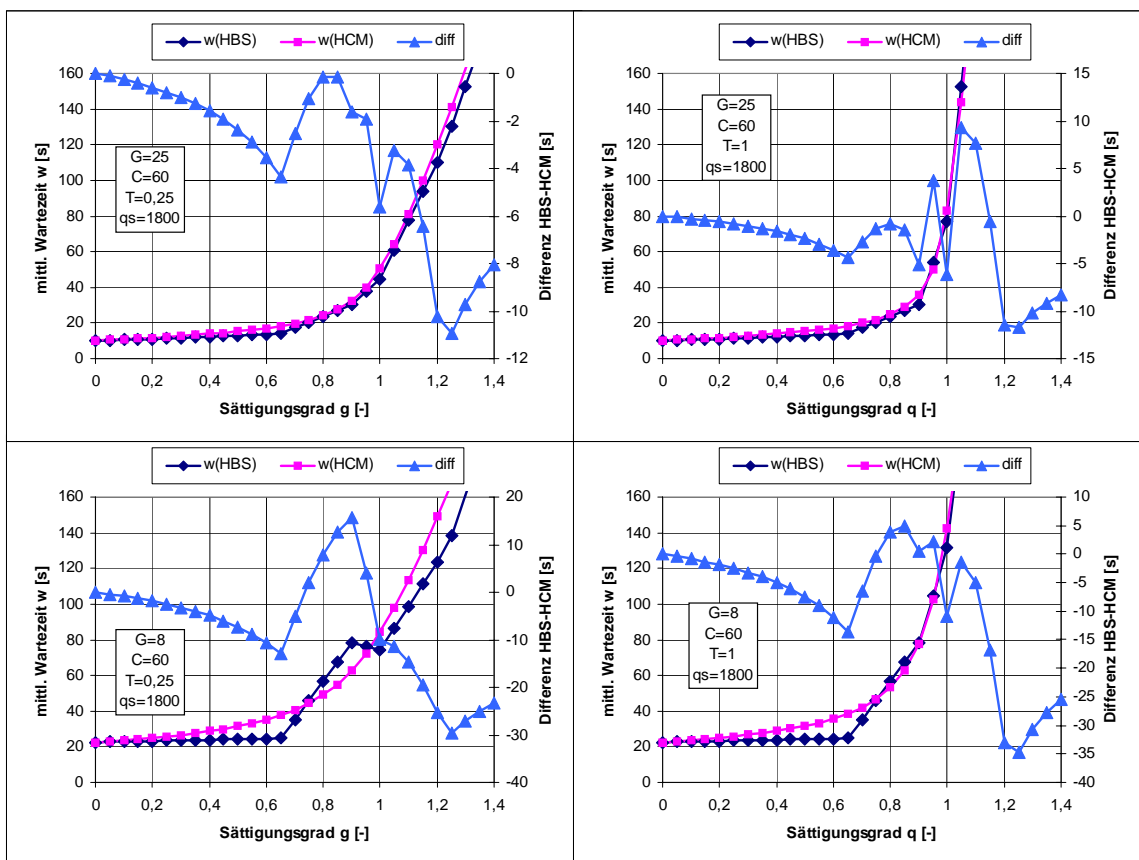 w(HBS) w(HCM) diff
mittl. Wartezeit w [s]
160
140
120
100
80
60
40
20
0
G=25
C=60
T=0,25
qs=1800
0
-2
-4
-6
-8
-10
-12
Differenz HBS-HCM [s]
0 0,2 0,4 0,6 0,8 1 1,2 1,4
Sättigungsgrad g [-]
w(HBS) w(HCM) diff
mittl. Wartezeit w [s]
160
140
120
100
80
60
40
20
0
G=25
C=60
T=1
qs=1800
15
10
5
0
-5
-10
-15
Differenz HBS-HCM [s]
0 0,2 0,4 0,6 0,8 1 1,2 1,4
Sättigungsgrad q [-]
w(HBS) w(HCM) diff
mittl. Wartezeit w [s]
160
140
120
100
80
60
40
20
0
G=8
C=60
T=0,25
qs=1800
20
10
0
-10
-20
-30
-40
Differenz HBS-HCM [s]
0 0,2 0,4 0,6 0,8 1 1,2 1,4
Sättigungsgrad g [-]
w(HBS) w(HCM) diff
mittl. Wartezeit w [s]
160
140
120
100
80
60
40
20
0
G=8
C=60
T=1
qs=1800
10
5
0
-5
-10
-15
-20
-25
-30
-35
-40
Differenz HBS-HCM [s]
0 0,2 0,4 0,6 0,8 1 1,2 1,4
Sättigungsgrad q [-]